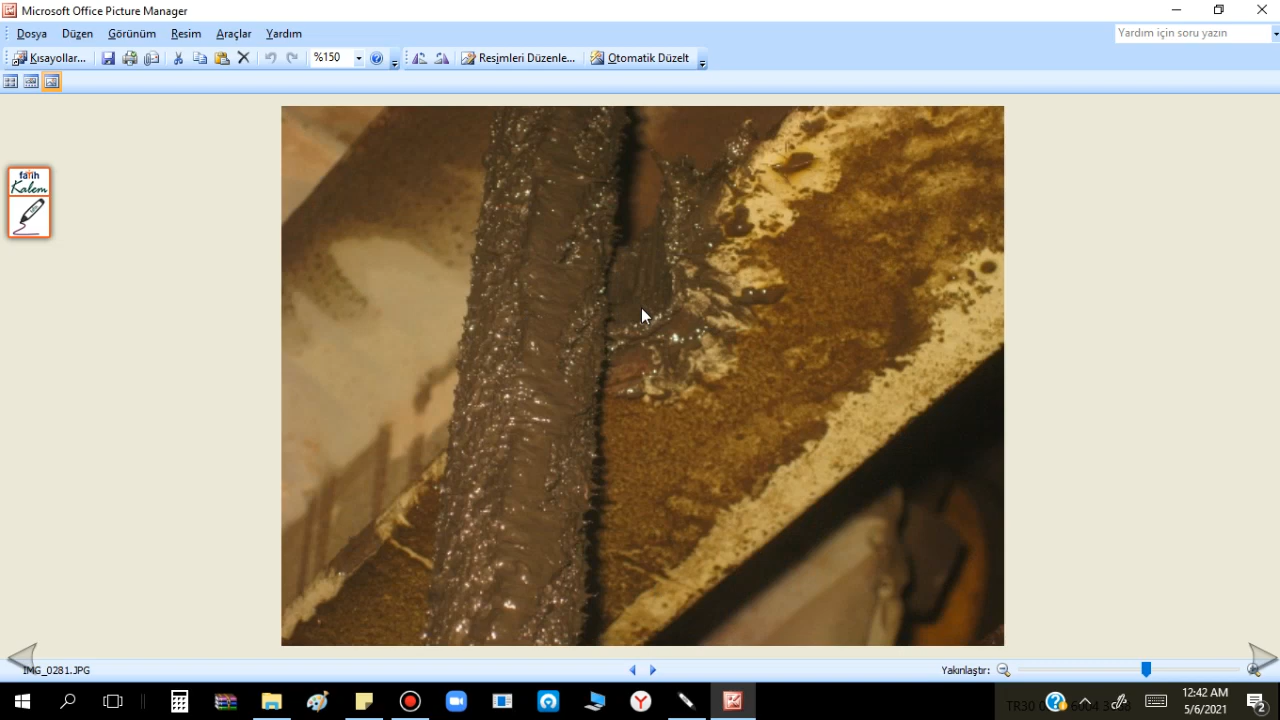 Microsoft Office Picture Manager
Dosya Düzen Görünüm Resim Araçlar Yardım
Yardım için soru yazın
Kısayollar... %150 Resimleri Düzenle... Otomatik Düzelt
fatih
Kalem
IMG_0281.JPG
Yakınlaştır:
12:42 AM
5/6/2021
2